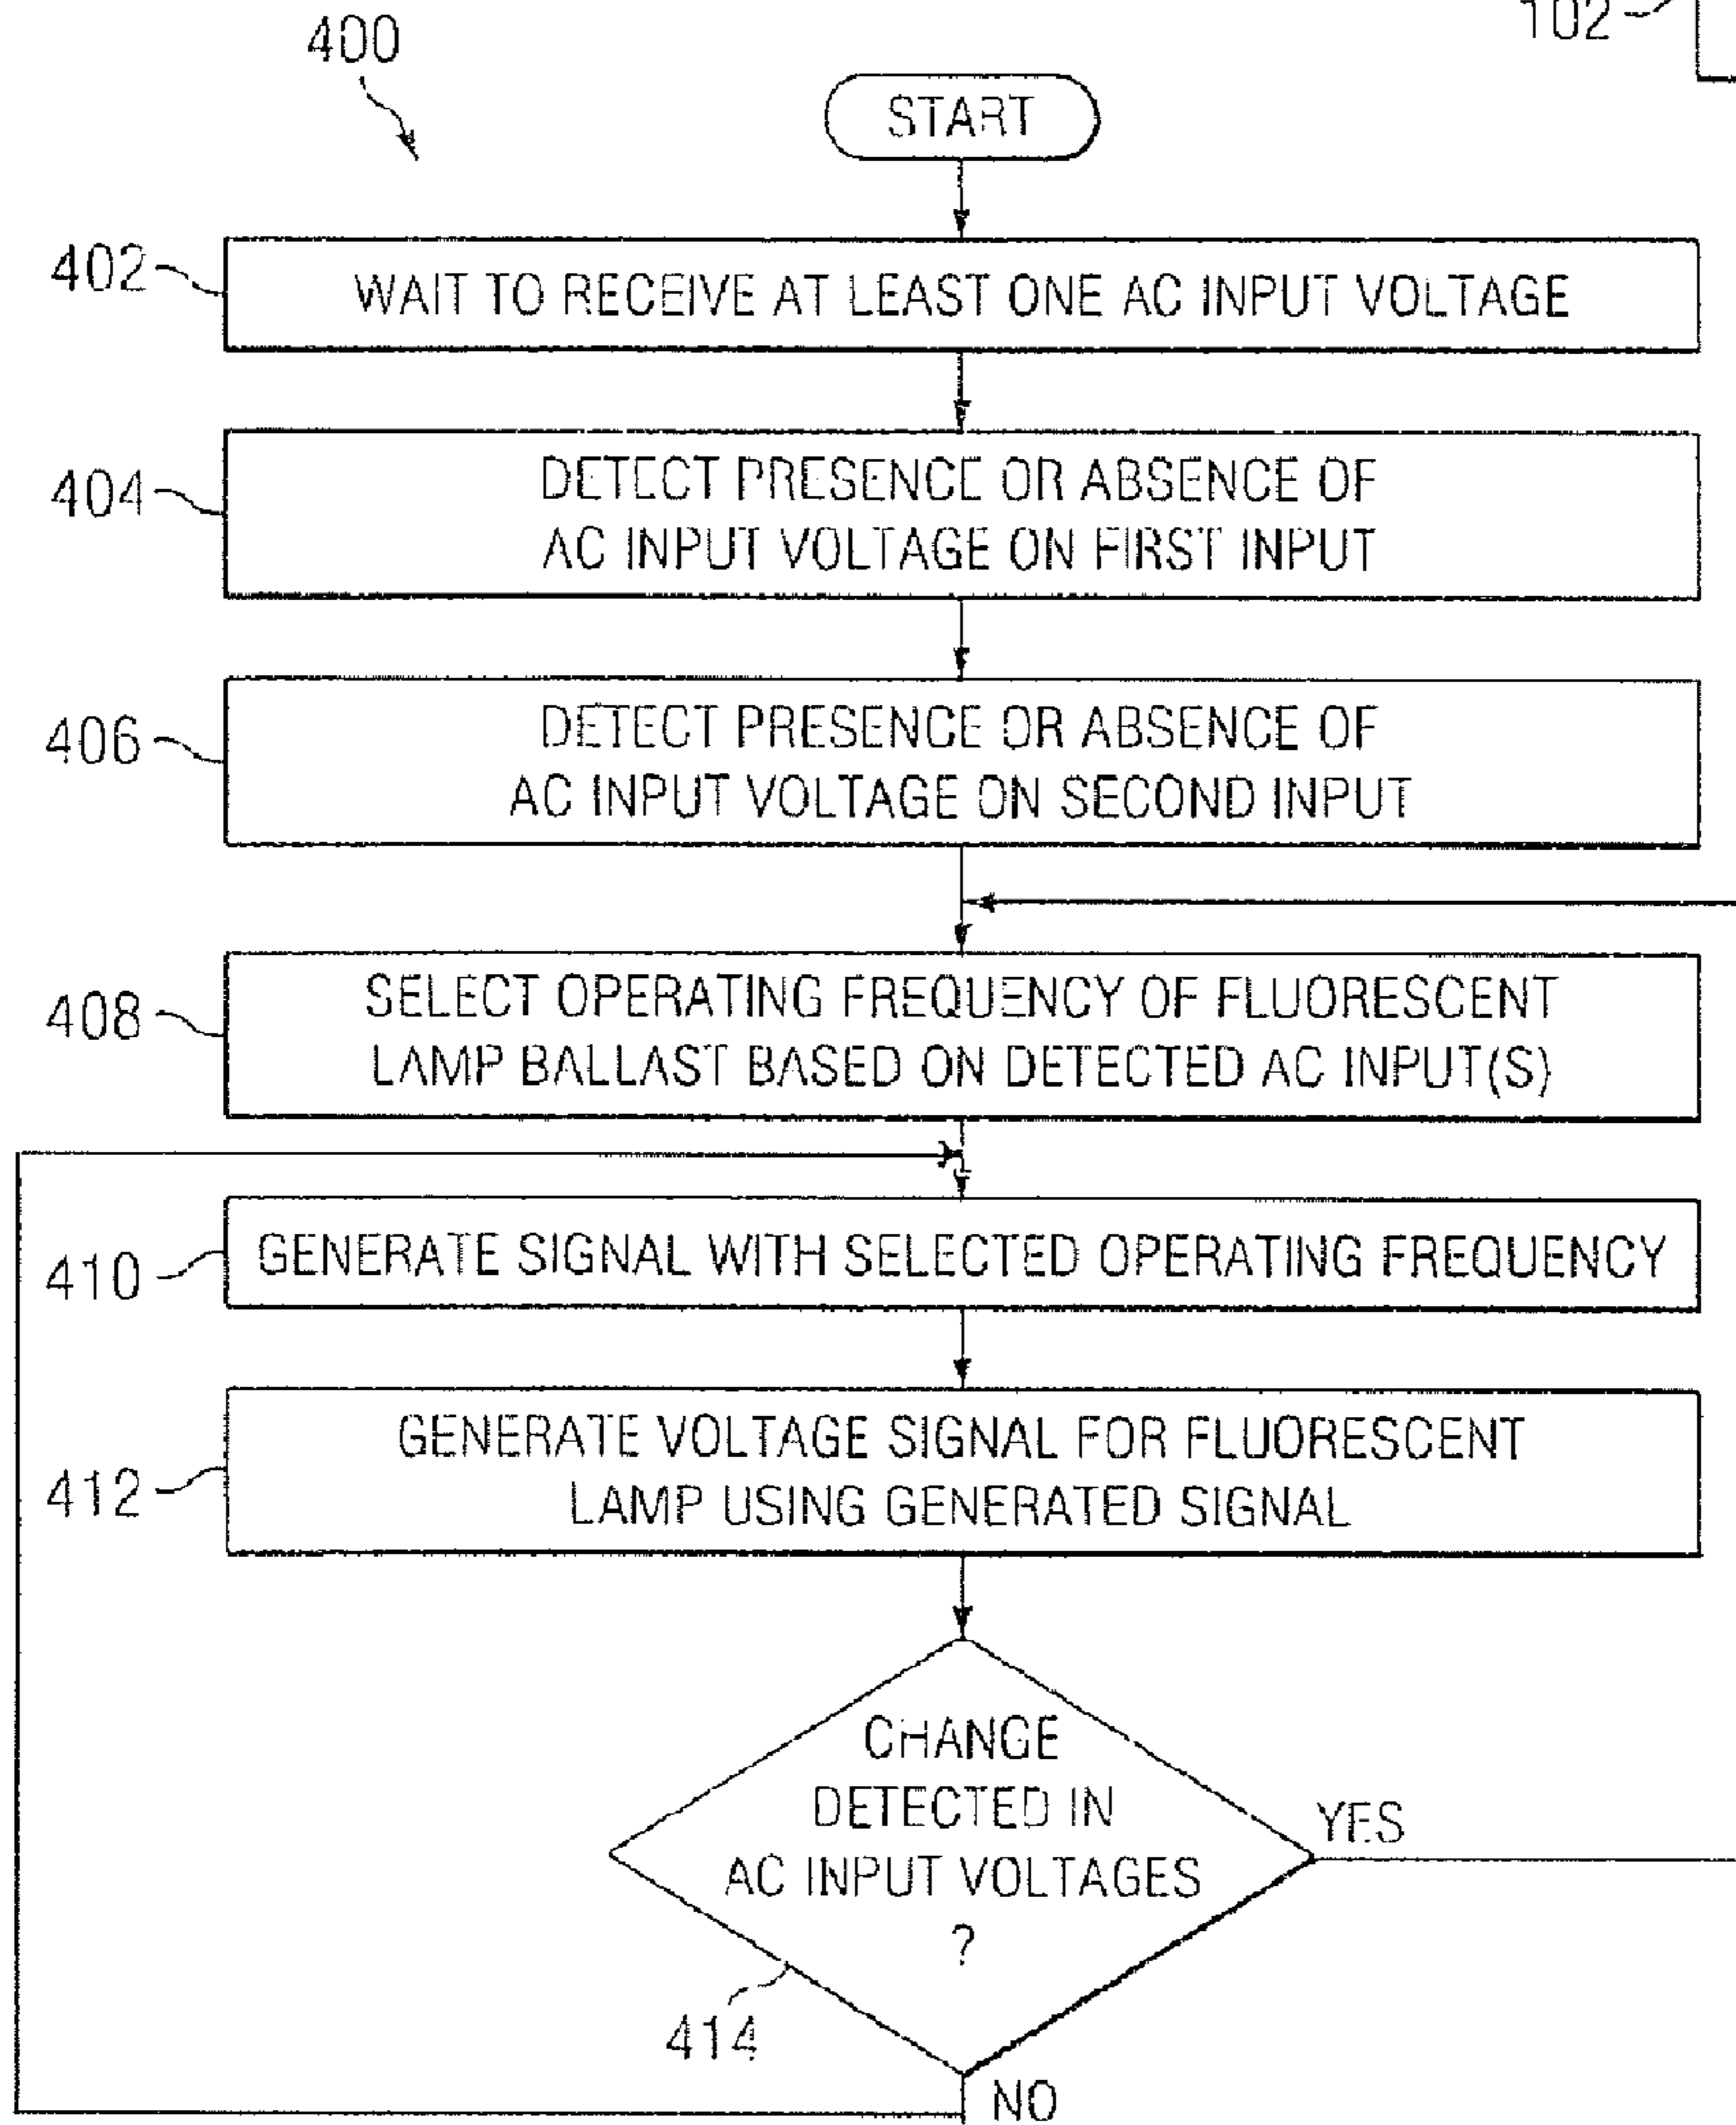 102
400
START
402
WAIT TO RECEIVE AT LEAST ONE AC INPUT VOLTAGE
404
DETECT PRESENCE OR ABSENCE OF
AC INPUT VOLTAGE ON FIRST INPUT
406
DETECT PRESENCE OR ABSENCE OF
AC INPUT VOLTAGE ON SECOND INPUT
408
SELECT OPERATING FREQUENCY OF FLUORESCENT
LAMP BALLAST BASED ON DETECTED AC INPUT(S)
410
GENERATE SIGNAL WITH SELECTED OPERATING FREQUENCY
412
GENERATE VOLTAGE SIGNAL FOR FLUORESCENT
LAMP USING GENERATED SIGNAL
CHANGE
DETECTED IN
AC INPUT VOLTAGES
?
YES
414
NO